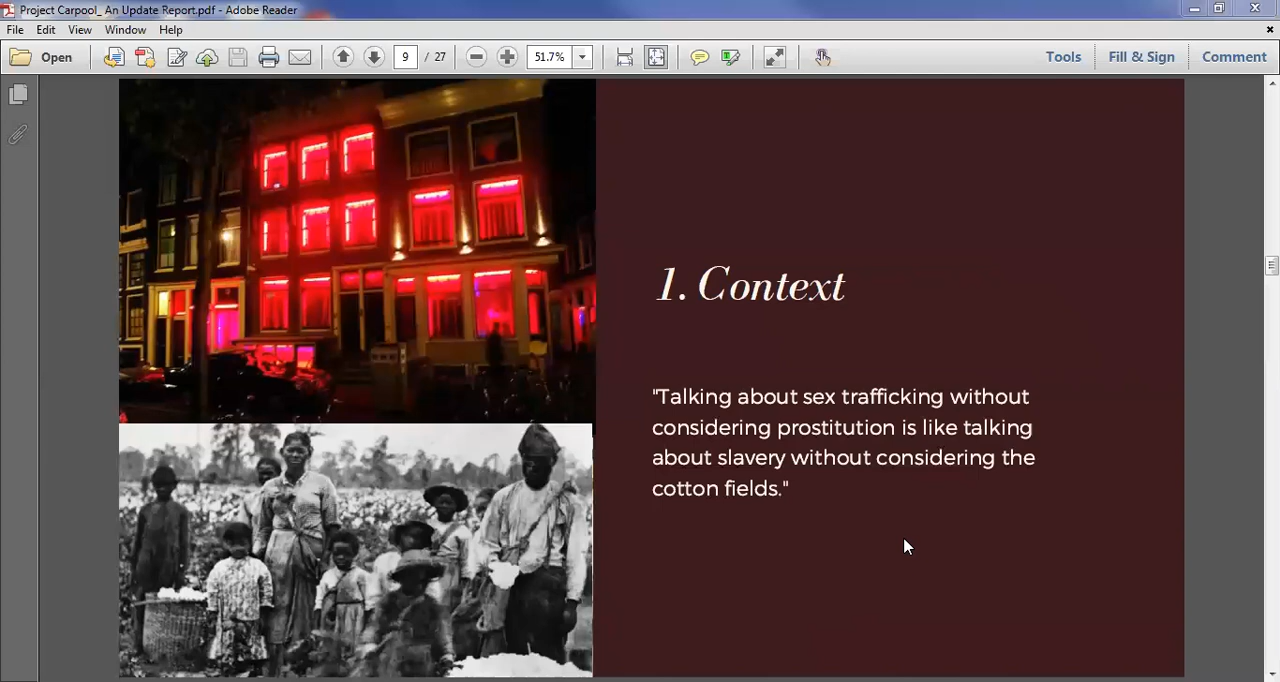 Project Carpool_ An Update Report.pdf - Adobe Reader
File Edit View Window Help
Open 9 / 27 51.7% Tools Fill & Sign Comment
1. Context
"Talking about sex trafficking without
considering prostitution is like talking
about slavery without considering the
cotton fields."